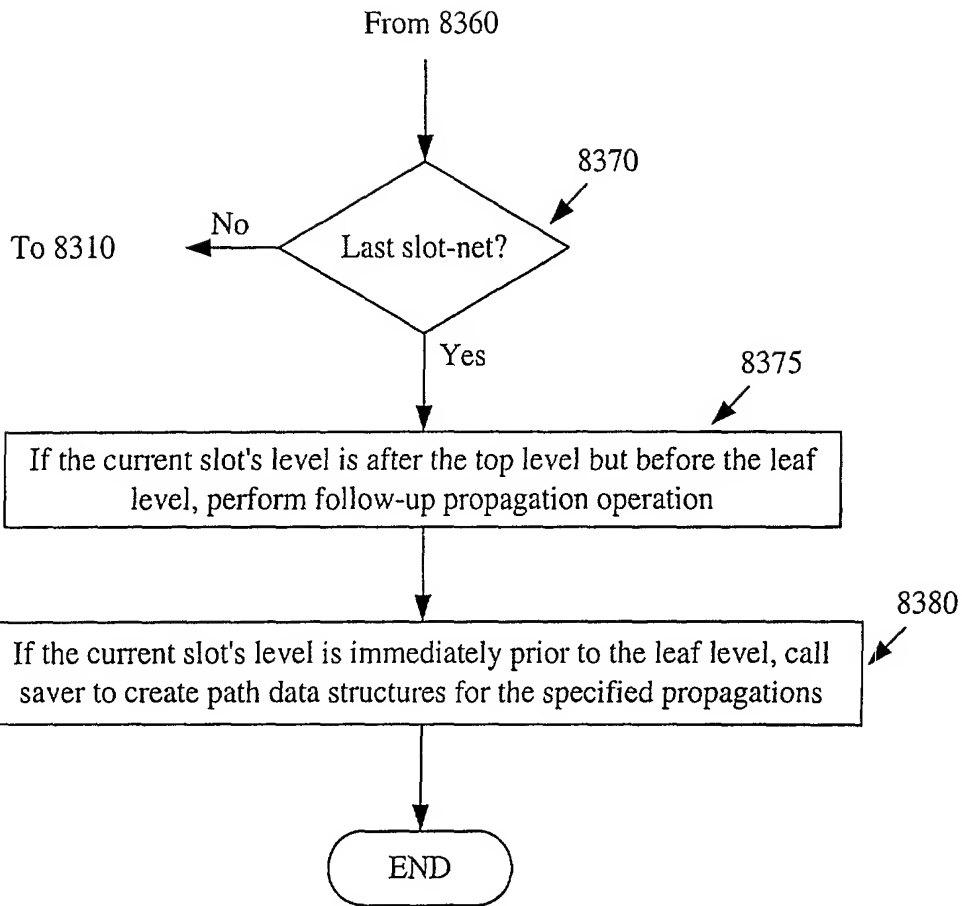 From 8360
8370
No
To 8310
Last slot-net?
Yes
8375
If the current slot's level is after the top level but before the leaf
level, perform follow-up propagation operation
8380
If the current slot's level is immediately prior to the leaf level, call
saver to create path data structures for the specified propagations
END